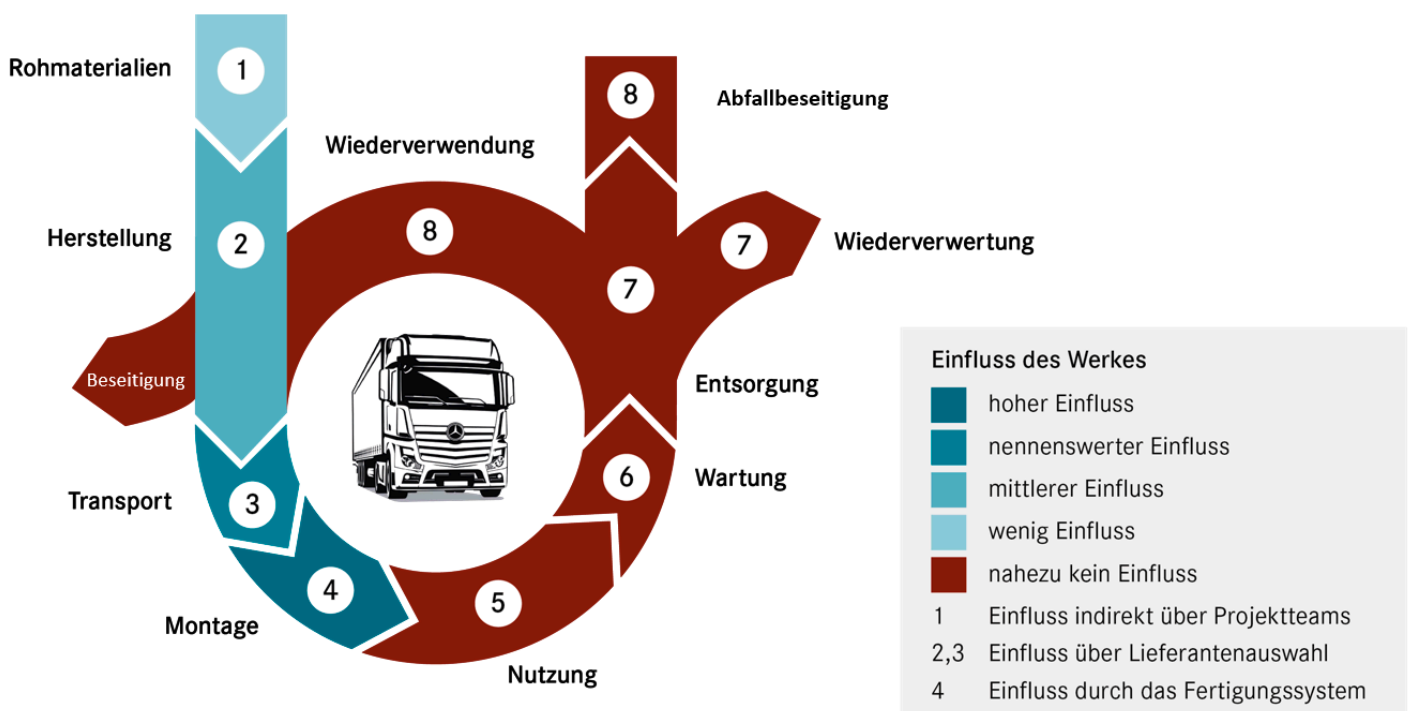 Rohmaterialien
1
8
Abfallbeseitigung
Wiederverwendung
Herstellung
2
8
7
Wiederverwertung
7
Beseitigung
Entsorgung
Transport
3
6
Wartung
4
5
Montage
Nutzung
Einfluss des Werkes
hoher Einfluss
nennenswerter Einfluss
mittlerer Einfluss
wenig Einfluss
nahezu kein Einfluss
1 Einfluss indirekt über Projektteams
2,3 Einfluss über Lieferantenauswahl
4 Einfluss durch das Fertigungssystem